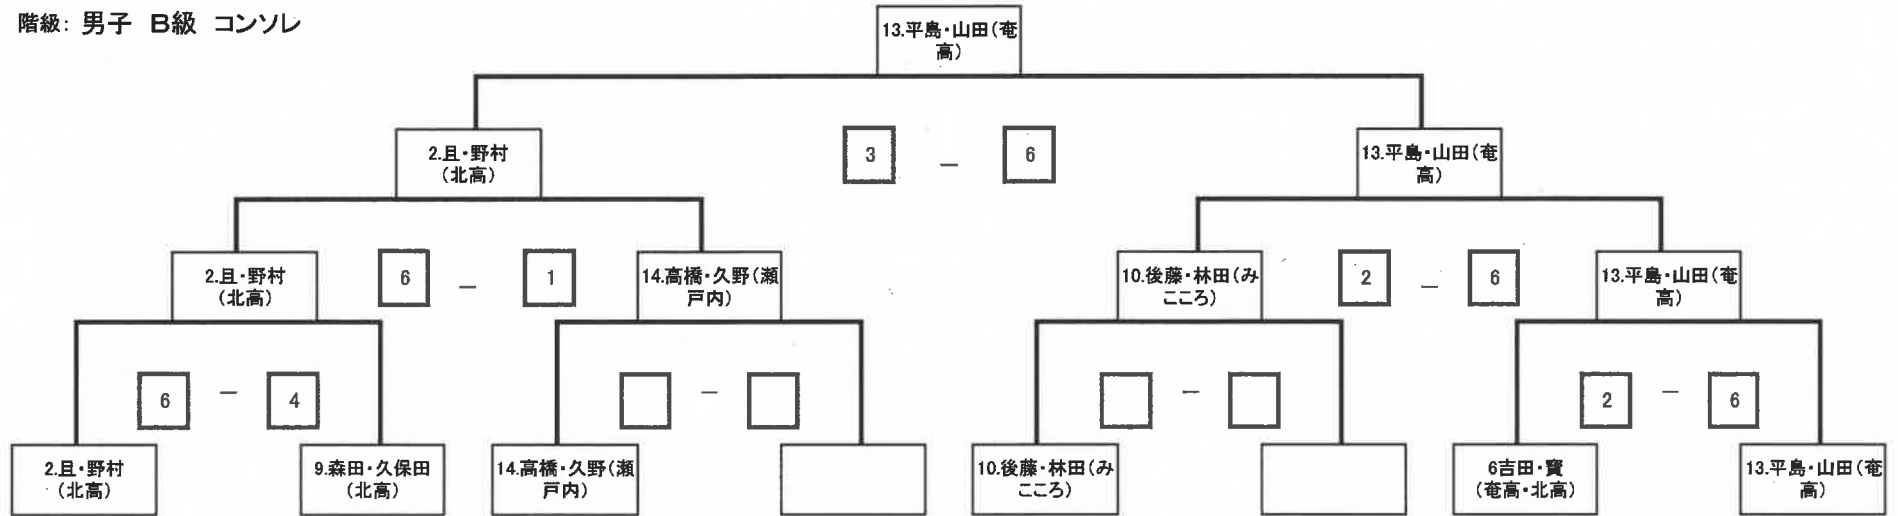 階級: 男子 B級 コンソレ
13.平島・山田(奄
高)
2.且・野村
(北高)
3 － 6
13.平島・山田(奄
高)
2.且・野村
(北高)
6 － 1
14.高橋・久野(瀬
戸内)
10.後藤・林田(み
こころ)
2 － 6
13.平島・山田(奄
高)
6 － 4
－
－
2 － 6
2.且・野村
(北高)
9.森田・久保田
(北高)
14.高橋・久野(瀬
戸内)
10.後藤・林田(み
こころ)
6吉田・寳
(奄高・北高)
13.平島・山田(奄
高)